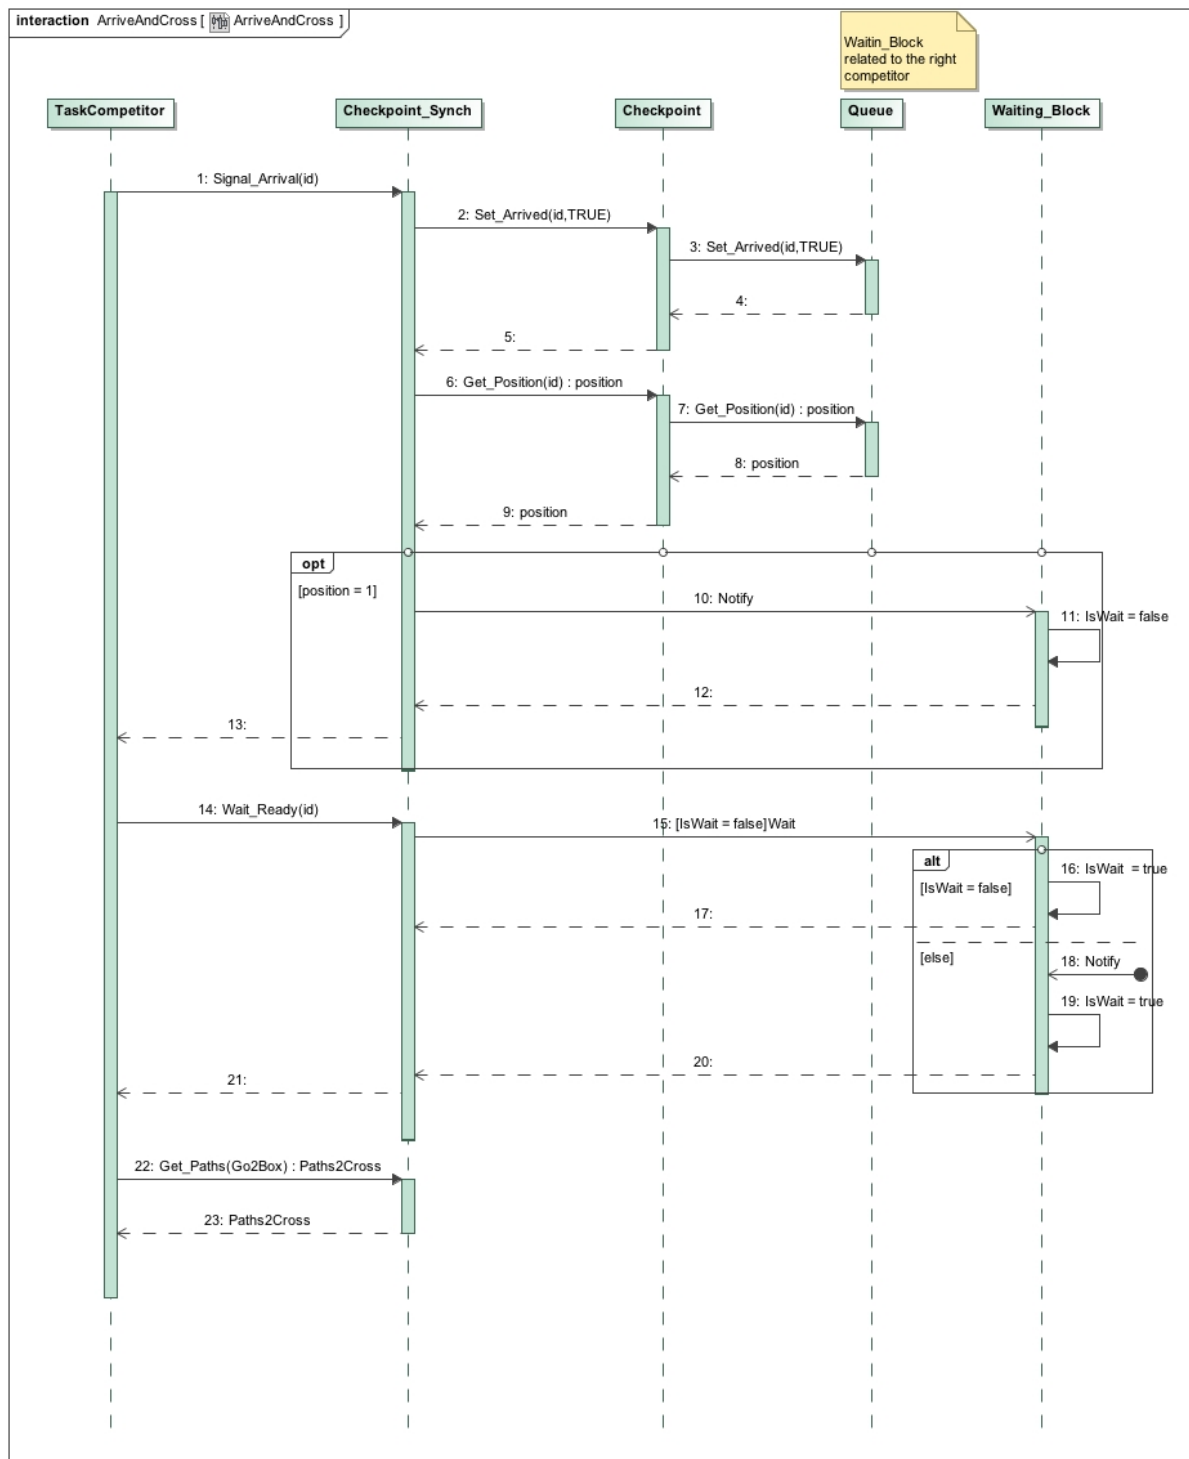 interaction ArriveAndCross [ ArriveAndCross ]
Waitin_Block
related to the right
competitor
TaskCompetitor
Checkpoint_Synch
Checkpoint
Queue
Waiting_Block
1: Signal_Arrival(id)
2: Set_Arrived(id,TRUE)
3: Set_Arrived(id,TRUE)
4:
5:
6: Get_Position(id) : position
7: Get_Position(id) : position
8: position
9: position
opt
[position = 1]
10: Notify
11: IsWait = false
12:
13:
14: Wait_Ready(id)
15: [IsWait = false]Wait
alt
[IsWait = false]
16: IsWait = true
17:
[else]
18: Notify
19: IsWait = true
20:
21:
22: Get_Paths(Go2Box) : Paths2Cross
23: Paths2Cross